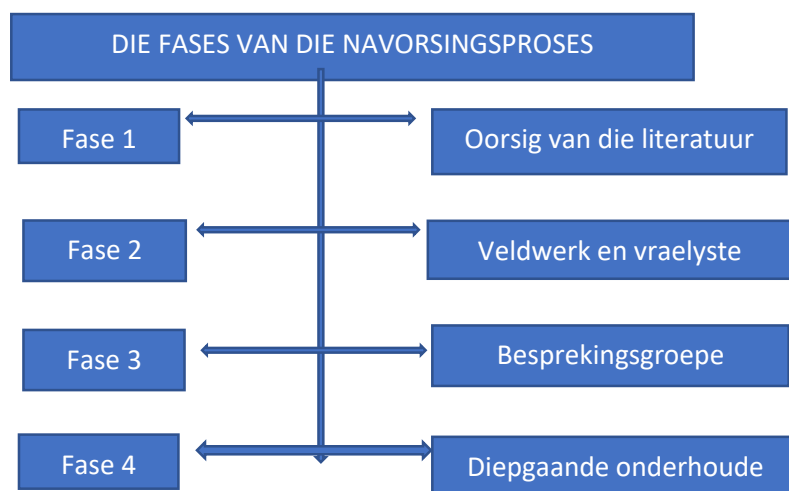 DIE FASES VAN DIE NAVORSINGSPROSES
Fase 1
Oorsig van die literatuur
Fase 2
Veldwerk en vraelyste
Fase 3
Besprekingsgroepe
Fase 4
Diepgaande onderhoude